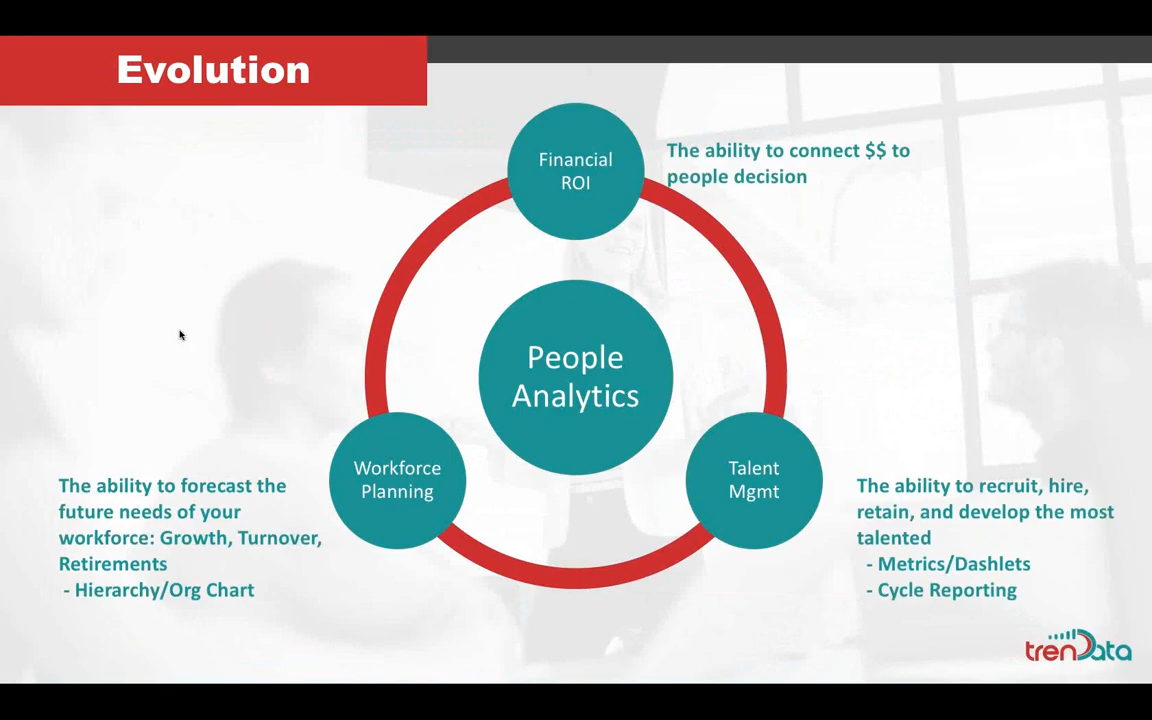 Evolution
Financial
ROI
The ability to connect $$ to
people decision
People
Analytics
Workforce
Planning
Talent
Mgmt
The ability to forecast the
future needs of your
workforce: Growth, Turnover,
Retirements
- Hierarchy/Org Chart
The ability to recruit, hire,
retain, and develop the most
talented
- Metrics/Dashlets
- Cycle Reporting
trenData